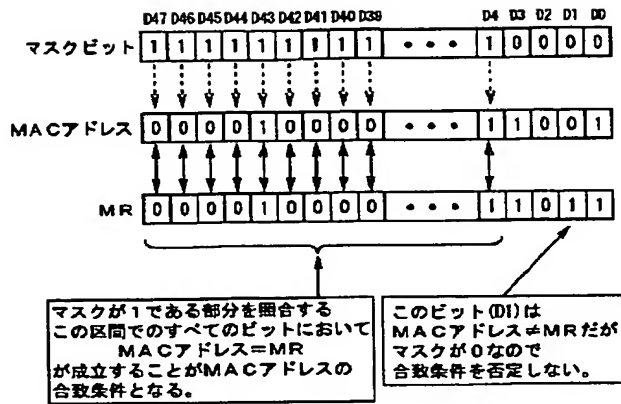 D47 D46 D45 D44 D43 D42 D41 D40 D39 D4 D3 D2 D1 D0
マスクビット 1 1 1 1 1 1 1 1 1 ・・・ 1 0 0 0 0
MACアドレス 0 0 0 0 1 0 0 0 0 ・・・ 1 1 0 0 1
MR 0 0 0 0 1 0 0 0 0 ・・・ 1 1 0 1 1
マスクが1である部分を照合する
この区間でのすべてのビットにおいて
MACアドレス=MR
が成立することがMACアドレスの
合致条件となる。
このビット(D1)は
MACアドレス≠MRだが
マスクが0なので
合致条件を否定しない。